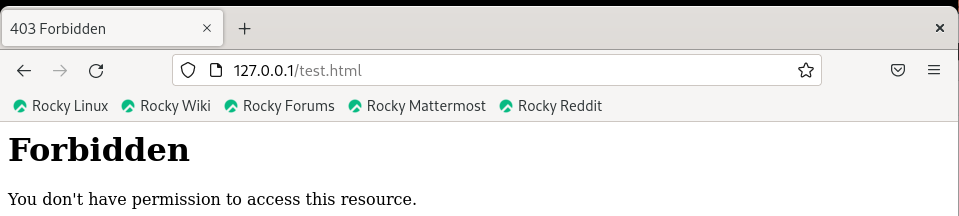 403 Forbidden
127.0.0.1/test.html
Rocky Linux Rocky Wiki Rocky Forums Rocky Mattermost Rocky Reddit
Forbidden
You don't have permission to access this resource.